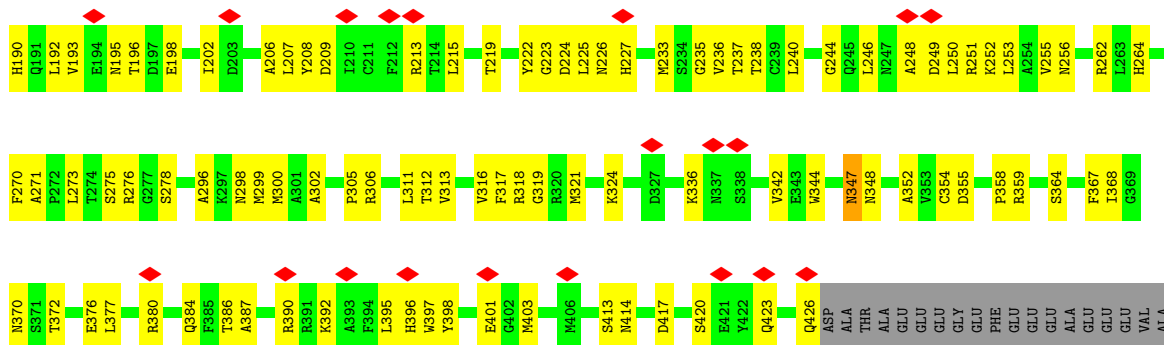 H190 Q191 L192 V193 E194 N195 T196 D197 E198 I202 D203 A206 L207 Y208 D209 I210 C211 F212 R213 T214 L215 T219 Y222 G223 D224 L225 N226 H227 M233 S234 G235 V236 T237 T238 C239 L240 G244 Q245 L246 N247 A248 D249 L250 R251 K252 L253 A254 V255 N256 R262 L263 H264
F270 A271 P272 L273 T274 S275 R276 G277 S278 A296 K297 N298 M299 M300 A301 A302 P305 R306 L311 T312 V313 V316 F317 R318 G319 R320 M321 K324 D327 K336 N337 S338 V342 E343 W344 N347 N348 A352 V353 C354 D355 P358 R359 S364 F367 I368 G369
N370 S371 T372 E376 L377 R380 Q384 F385 T386 A387 R390 R391 K392 A393 F394 L395 H396 W397 Y398 E401 G402 M403 M406 S413 N414 D417 S420 E421 Y422 Q423 Q426 ASP ALA THR ALA GLU GLU GLU GLY GLU PHE GLU GLU GLU ALA GLU GLU GLU VAL ALA